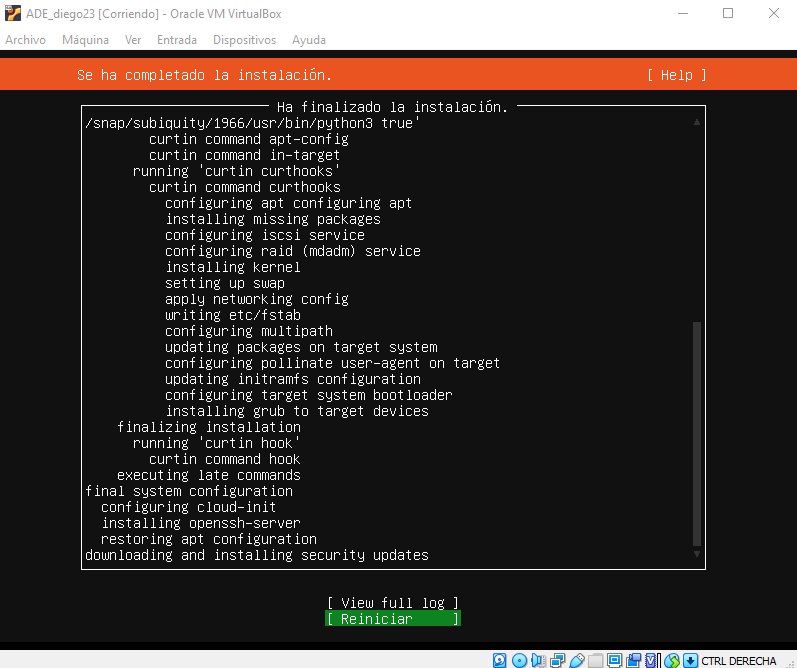 ADE_diego23 [Corriendo] - Oracle VM VirtualBox
Archivo Máquina Ver Entrada Dispositivos Ayuda
Se ha completado la instalación. [ Help ]
Ha finalizado la instalación.
/snap/subiquity/1966/usr/bin/python3 true'
curtin command apt-config
curtin command in-target
running 'curtin curthooks'
curtin command curthooks
configuring apt configuring apt
installing missing packages
configuring iscsi service
configuring raid (mdadm) service
installing kernel
setting up swap
apply networking config
writing etc/fstab
configuring multipath
updating packages on target system
configuring pollinate user-agent on target
updating initramfs configuration
configuring target system bootloader
installing grub to target devices
finalizing installation
running 'curtin hook'
curtin command hook
executing late commands
final system configuration
configuring cloud-init
installing openssh-server
restoring apt configuration
downloading and installing security updates
[ View full log ]
[ Reiniciar ]
CTRL DERECHA